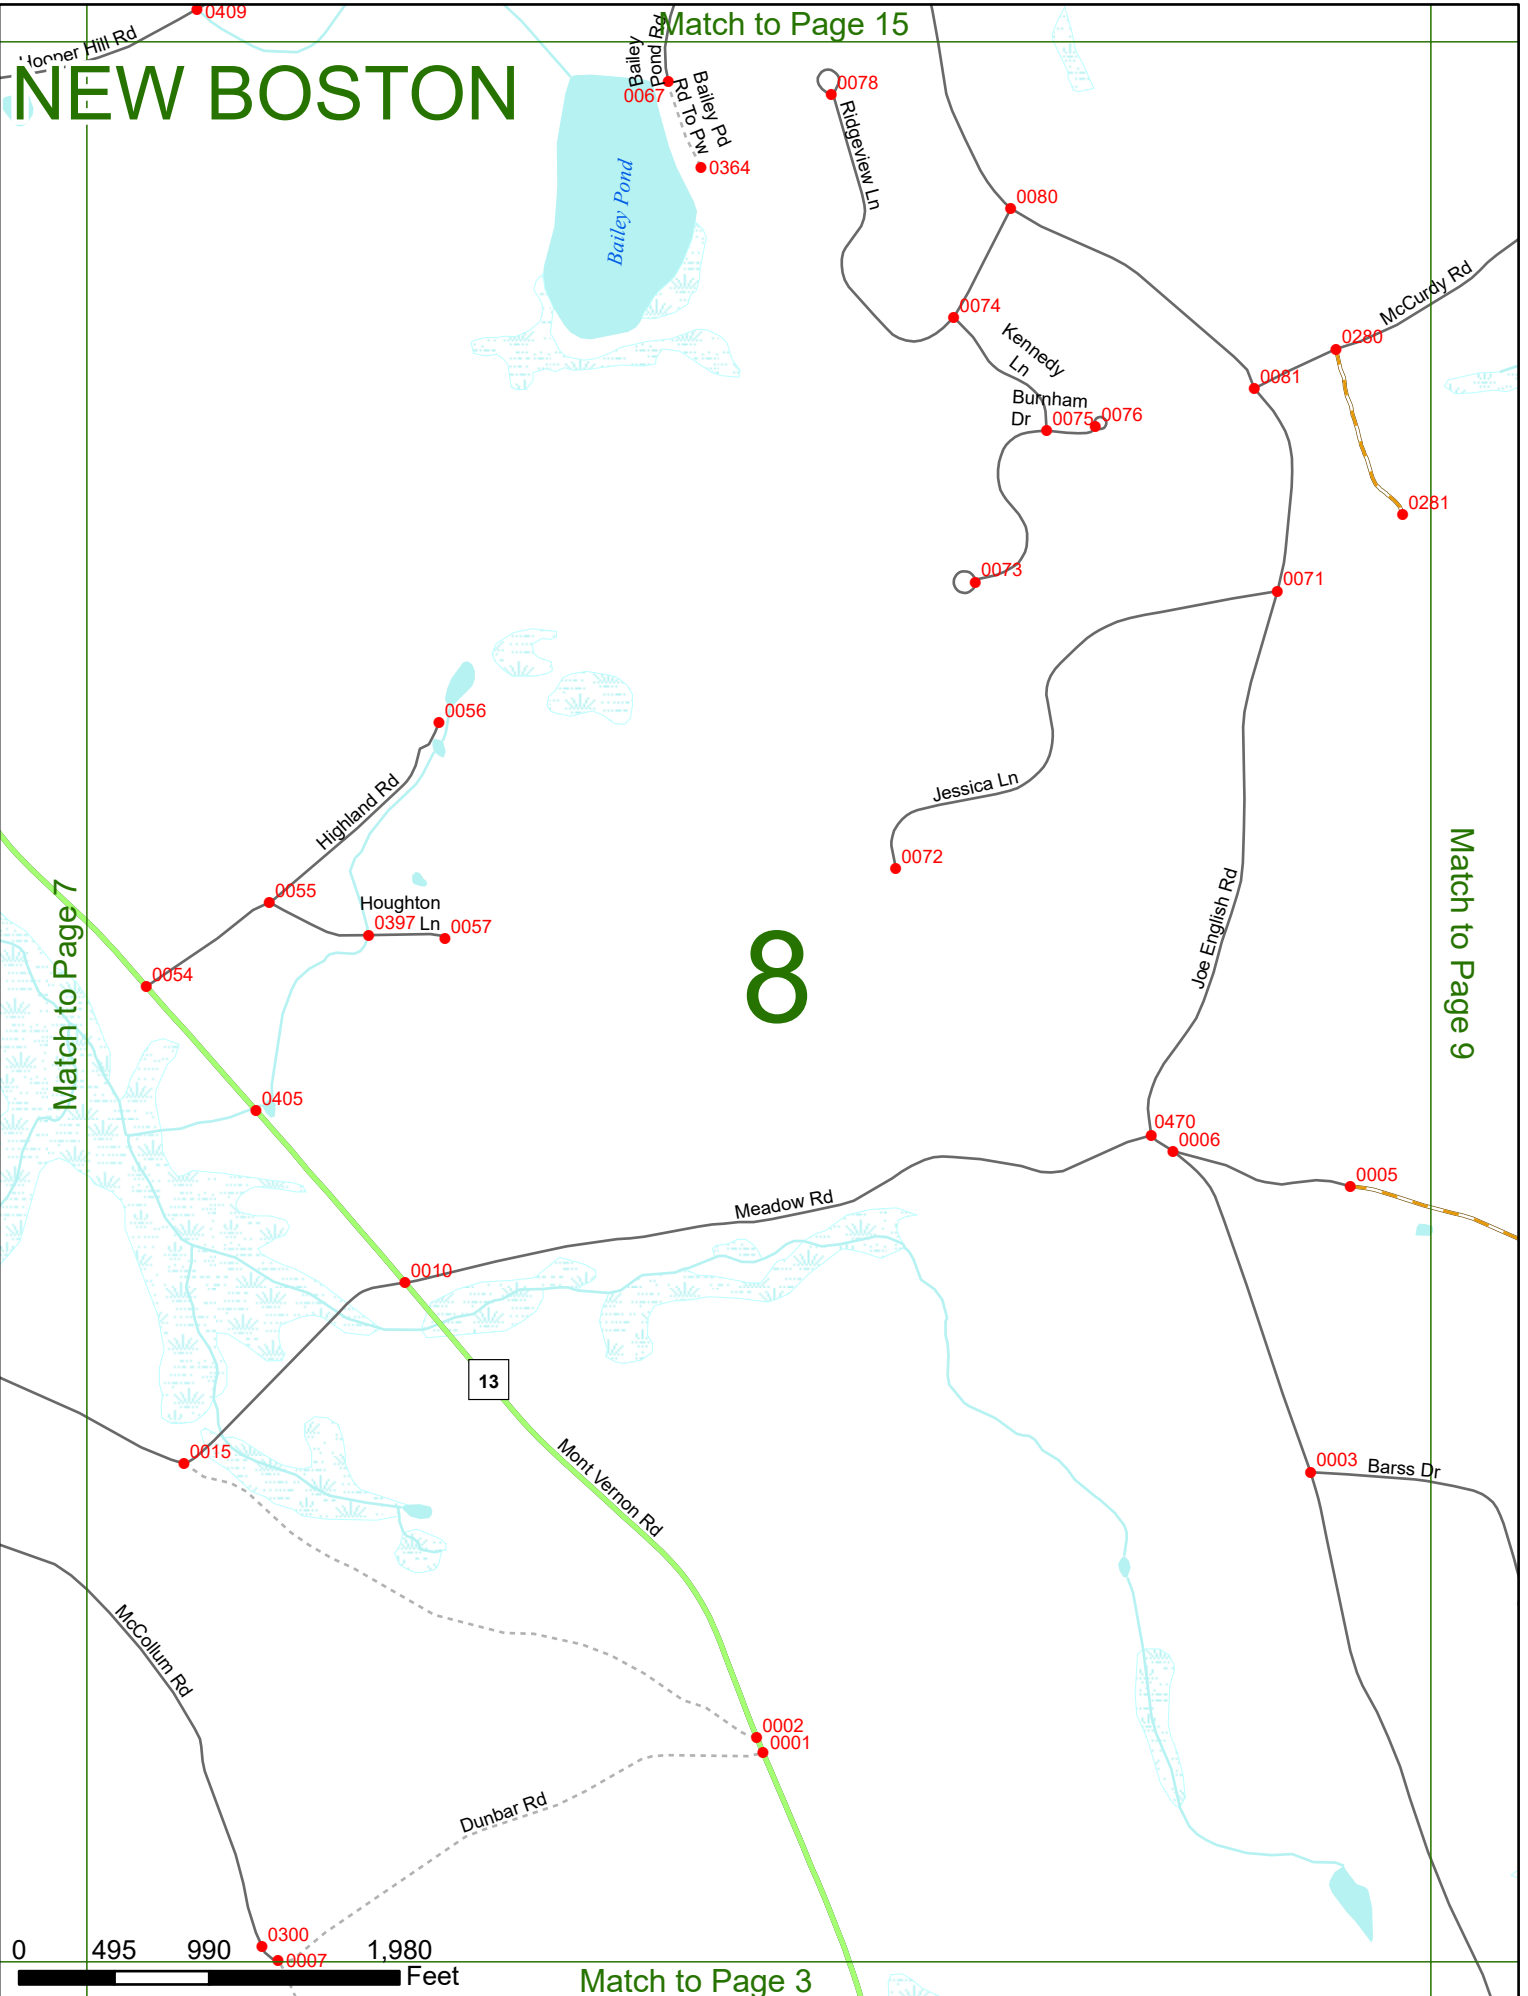 0409
Match to Page 15
Hooper Hill Rd
NEW BOSTON
Bailey
Pond Rd
0067
Bailey Pd
Rd To Pw
0364
0078
Ridgeview Ln
Bailey Pond
0080
McCurdy Rd
0074
0280
Kennedy
Ln
0081
Burnham
Dr
0075
0076
0281
0073
0071
0056
Highland Rd
Jessica Ln
0072
Match to Page 7
0055
Houghton
Ln
0397
0057
8
Joe English Rd
Match to Page 9
0054
0405
0470
0006
0005
Meadow Rd
0010
13
0015
Mont Vernon Rd
0003
Barss Dr
McCollum Rd
0002
0001
Dunbar Rd
0300
0007
0 495 990 1,980
Feet
Match to Page 3